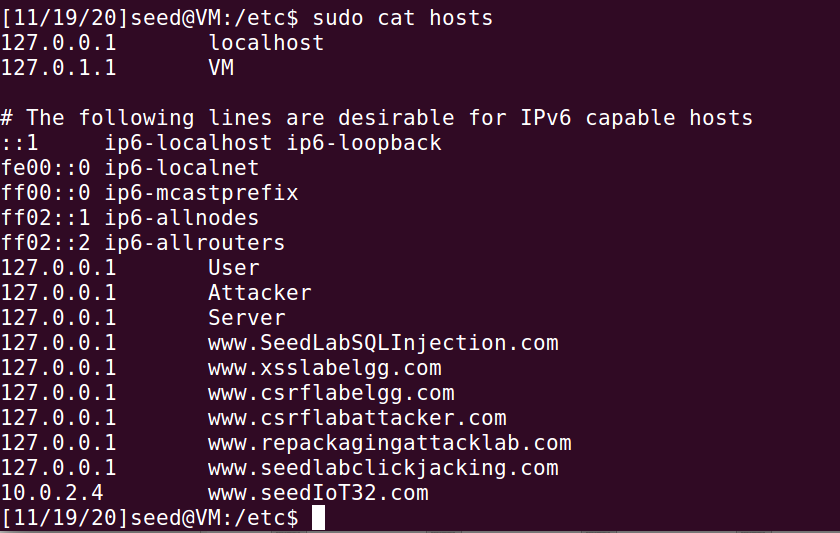 [11/19/20]seed@VM:/etc$ sudo cat hosts
127.0.0.1       localhost
127.0.1.1       VM

# The following lines are desirable for IPv6 capable hosts
::1     ip6-localhost ip6-loopback
fe00::0 ip6-localnet
ff00::0 ip6-mcastprefix
ff02::1 ip6-allnodes
ff02::2 ip6-allrouters
127.0.0.1       User
127.0.0.1       Attacker
127.0.0.1       Server
127.0.0.1       www.SeedLabSQLInjection.com
127.0.0.1       www.xsslabelgg.com
127.0.0.1       www.csrflabelgg.com
127.0.0.1       www.csrflabattacker.com
127.0.0.1       www.repackagingattacklab.com
127.0.0.1       www.seedlabclickjacking.com
10.0.2.4        www.seedIoT32.com
[11/19/20]seed@VM:/etc$